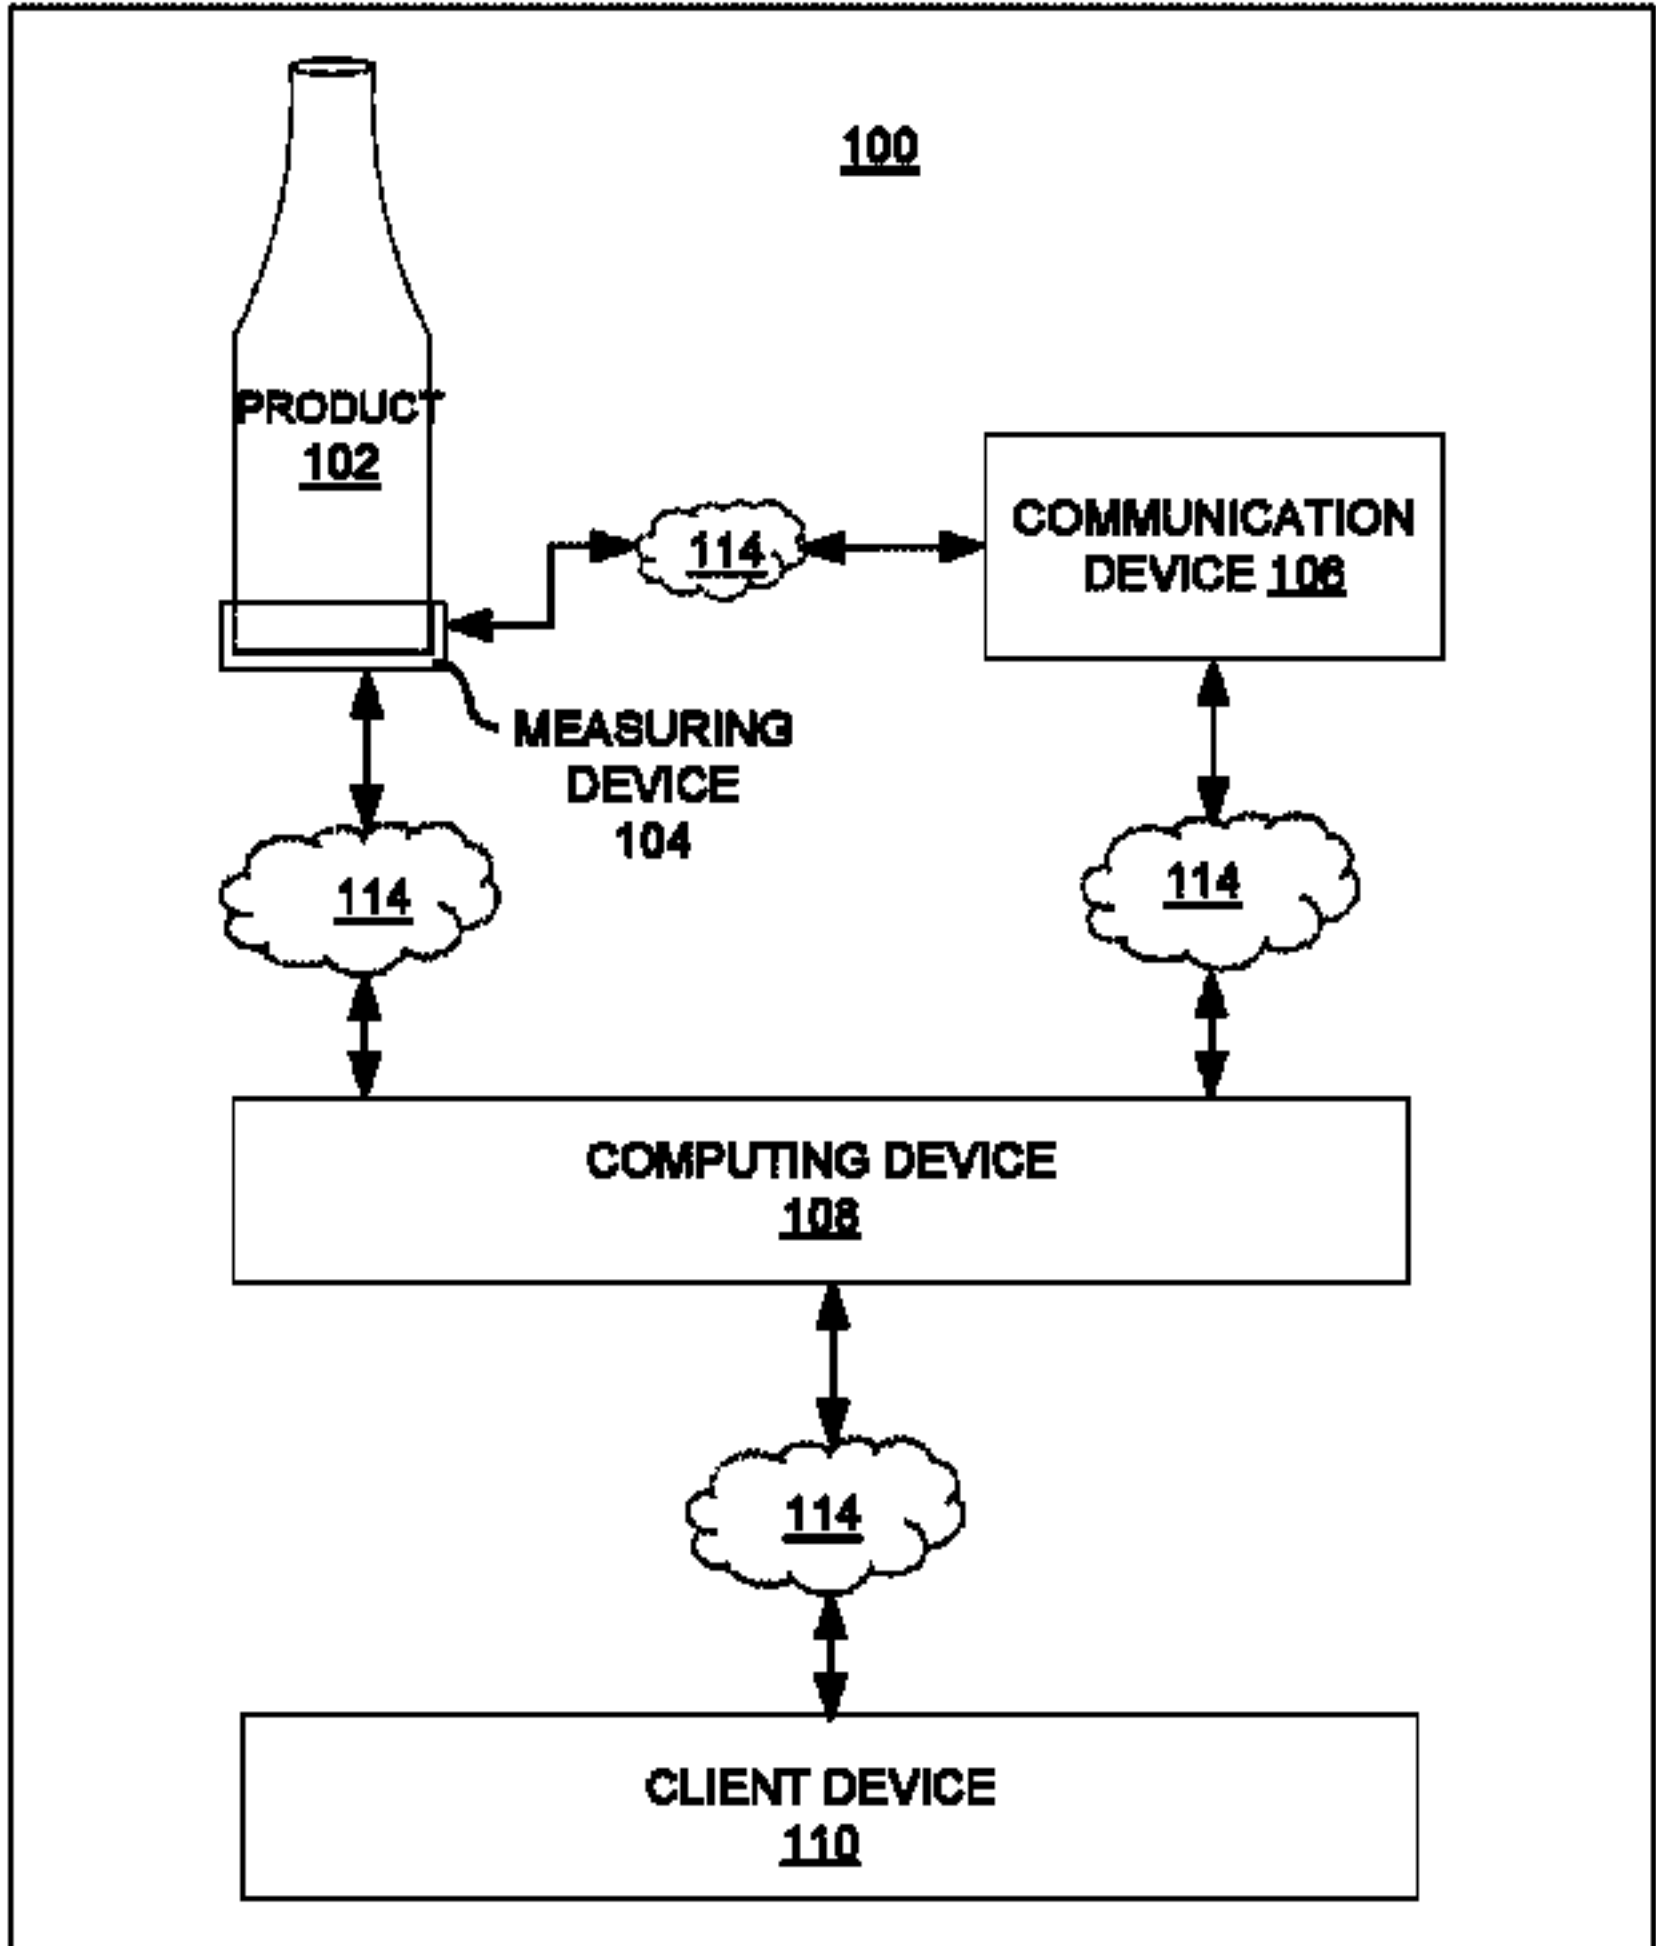 100
PRODUCT
102
114
COMMUNICATION
DEVICE 106
MEASURING
DEVICE
104
114
114
COMPUTING DEVICE
108
114
CLIENT DEVICE
110